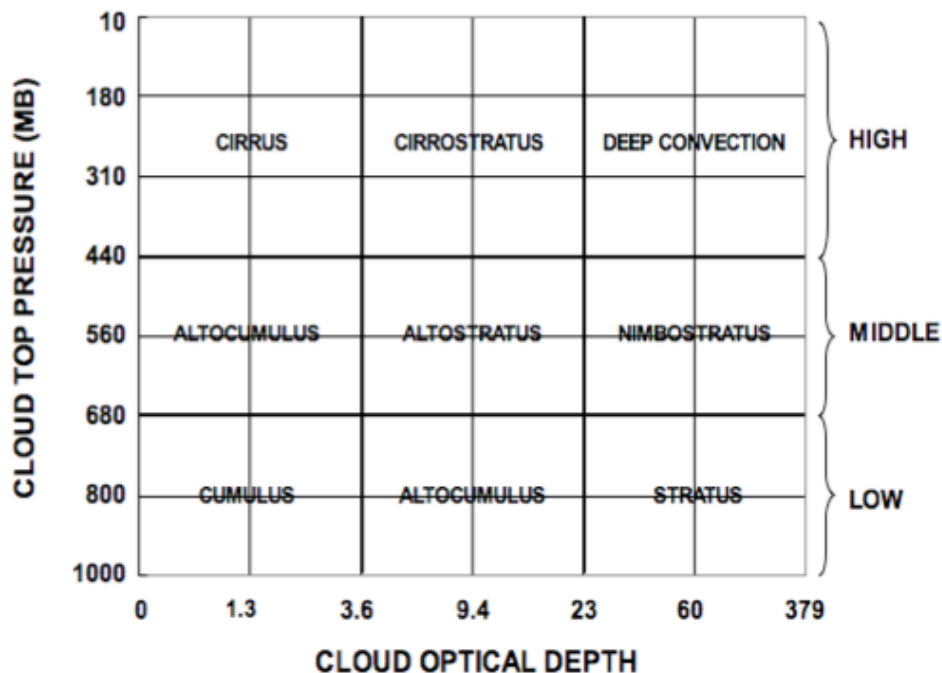 CLOUD TOP PRESSURE (MB)
10
180
CIRRUS CIRROSTRATUS DEEP CONVECTION HIGH
310
440
560 ALTOCUMULUS ALTOSTRATUS NIMBOSTRATUS MIDDLE
680
800 CUMULUS ALTOCUMULUS STRATUS LOW
1000
0 1.3 3.6 9.4 23 60 379
CLOUD OPTICAL DEPTH